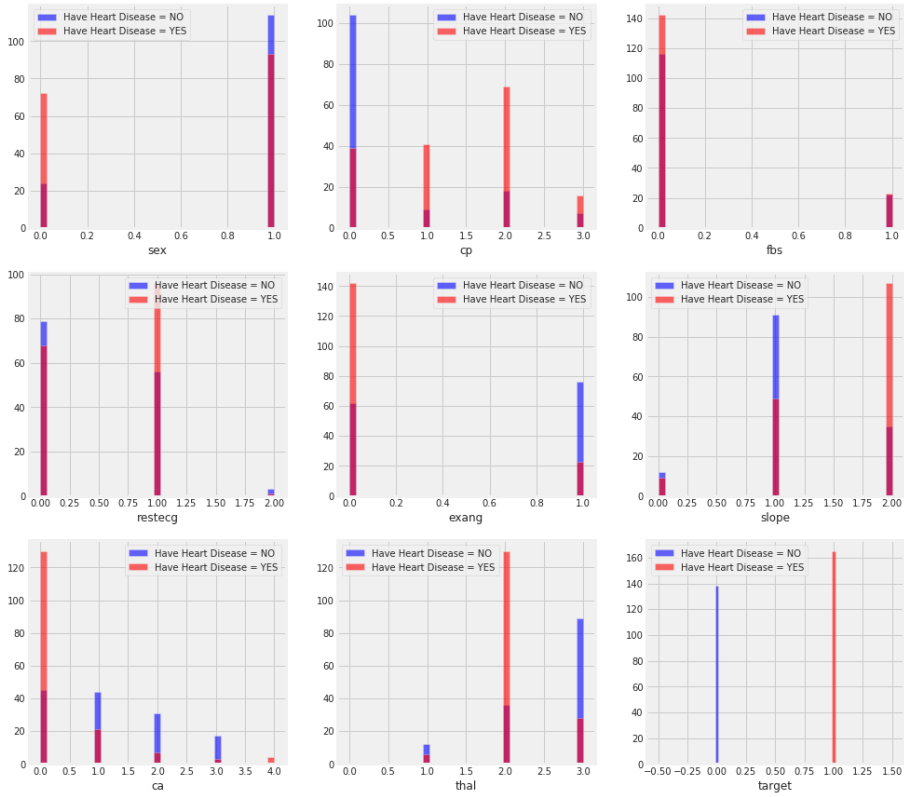 Have Heart Disease = NO
Have Heart Disease = YES
0 20 40 60 80 100
0.0 0.2 0.4 0.6 0.8 1.0
sex
Have Heart Disease = NO
Have Heart Disease = YES
0 20 40 60 80 100
0.0 0.5 1.0 1.5 2.0 2.5 3.0
cp
Have Heart Disease = NO
Have Heart Disease = YES
0 20 40 60 80 100 120 140
0.0 0.2 0.4 0.6 0.8 1.0
fbs
Have Heart Disease = NO
Have Heart Disease = YES
0 20 40 60 80 100
0.00 0.25 0.50 0.75 1.00 1.25 1.50 1.75 2.00
restecg
Have Heart Disease = NO
Have Heart Disease = YES
0 20 40 60 80 100 120 140
0.0 0.2 0.4 0.6 0.8 1.0
exang
Have Heart Disease = NO
Have Heart Disease = YES
0 20 40 60 80 100
0.00 0.25 0.50 0.75 1.00 1.25 1.50 1.75 2.00
slope
Have Heart Disease = NO
Have Heart Disease = YES
0 20 40 60 80 100 120
0.0 0.5 1.0 1.5 2.0 2.5 3.0 3.5 4.0
ca
Have Heart Disease = NO
Have Heart Disease = YES
0 20 40 60 80 100 120
0.0 0.5 1.0 1.5 2.0 2.5 3.0
thal
Have Heart Disease = NO
Have Heart Disease = YES
0 20 40 60 80 100 120 140 160
−0.50 −0.25 0.00 0.25 0.50 0.75 1.00 1.25 1.50
target